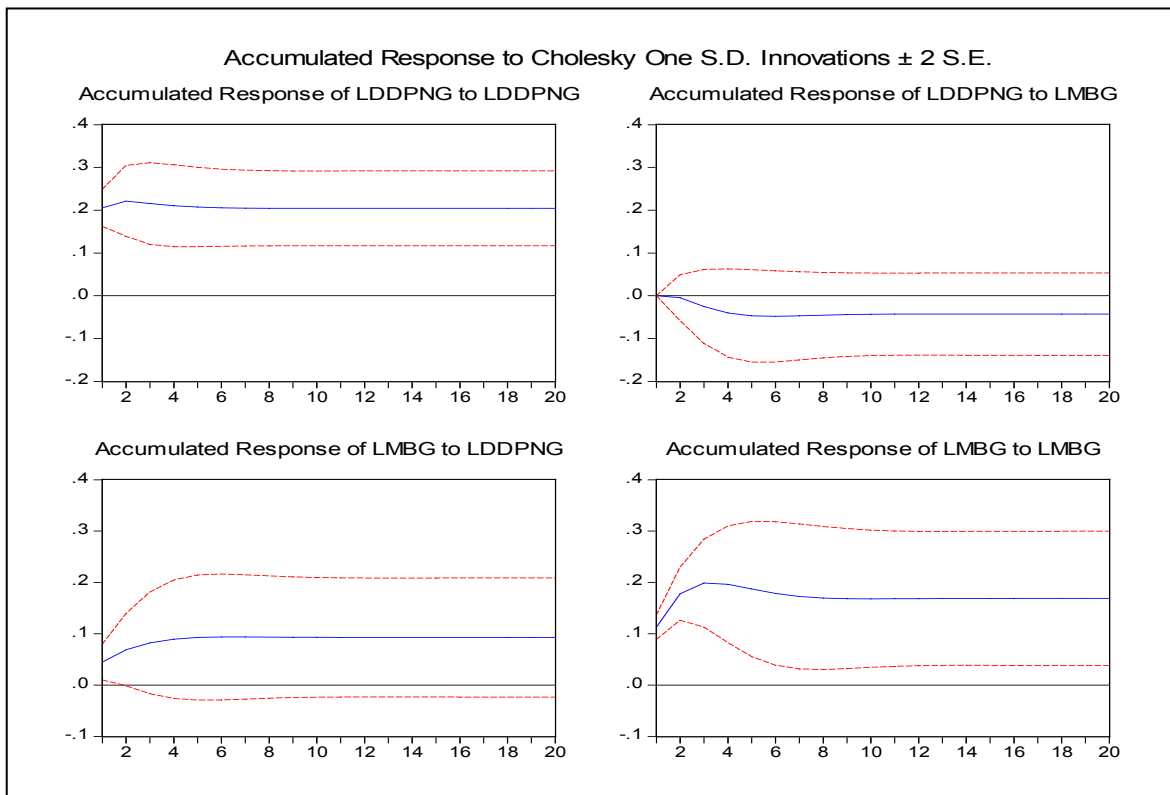 Accumulated Response to Cholesky One S.D. Innovations ± 2 S.E.
Accumulated Response of LDDPNG to LDDPNG
.4
.3
.2
.1
.0
-.1
-.2
2 4 6 8 10 12 14 16 18 20
Accumulated Response of LDDPNG to LMBG
.4
.3
.2
.1
.0
-.1
-.2
2 4 6 8 10 12 14 16 18 20
Accumulated Response of LMBG to LDDPNG
.4
.3
.2
.1
.0
-.1
2 4 6 8 10 12 14 16 18 20
Accumulated Response of LMBG to LMBG
.4
.3
.2
.1
.0
-.1
2 4 6 8 10 12 14 16 18 20